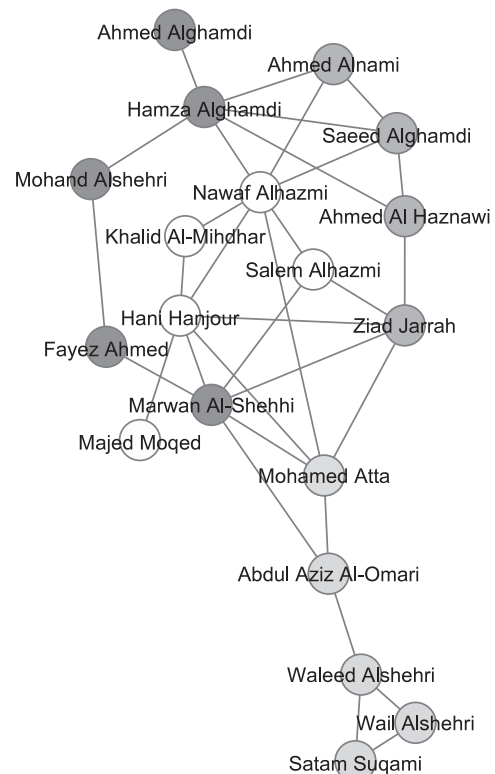 Ahmed Alghamdi
Ahmed Alnami
Hamza Alghamdi
Saeed Alghamdi
Mohand Alshehri
Nawaf Alhazmi
Ahmed Al Haznawi
Khalid Al-Mihdhar
Salem Alhazmi
Hani Hanjour
Ziad Jarrah
Fayez Ahmed
Marwan Al-Shehhi
Majed Moqed
Mohamed Atta
Abdul Aziz Al-Omari
Waleed Alshehri
Wail Alshehri
Satam Suqami